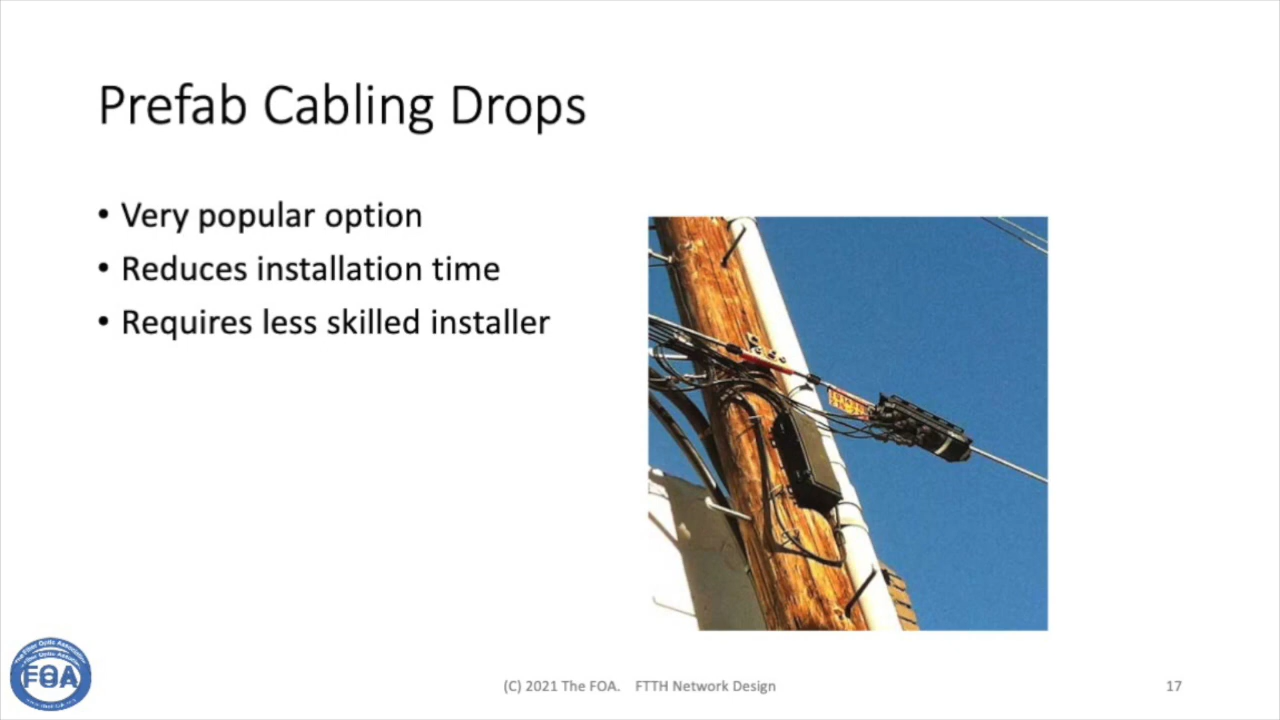 Prefab Cabling Drops
• Very popular option
• Reduces installation time
• Requires less skilled installer
FOA
(C) 2021 The FOA. FTTH Network Design
17